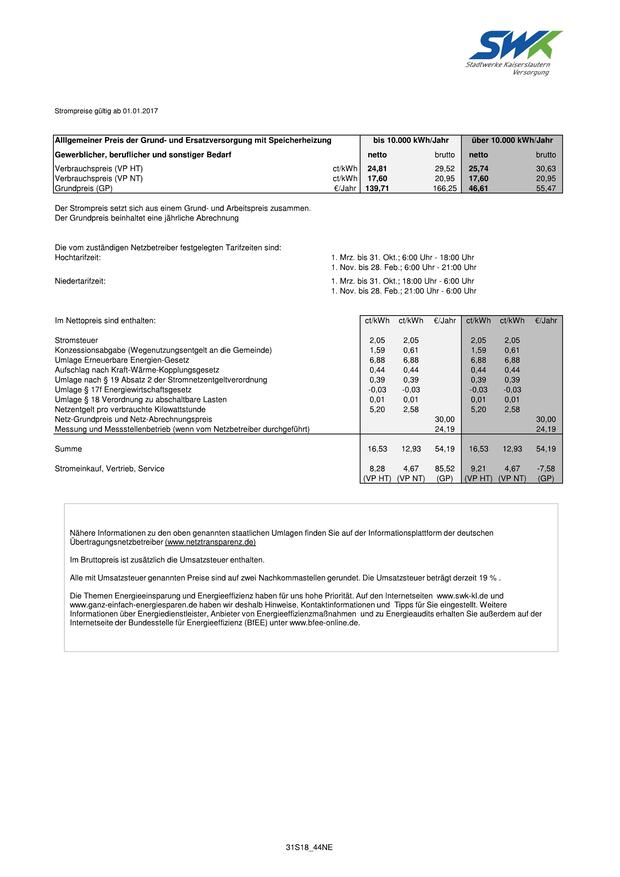 SWK
Stadtwerke Kaiserslautern
Versorgung
Strompreise gültig ab 01.01.2017
Alllgemeiner Preis der Grund- und Ersatzversorgung mit Speicherheizung bis 10.000 kWh/Jahr über 10.000 kWh/Jahr
Gewerblicher, beruflicher und sonstiger Bedarf netto brutto netto brutto
Verbrauchspreis (VP HT) ct/kWh 24,81 29,52 25,74 30,63
Verbrauchspreis (VP NT) ct/kWh 17,60 20,95 17,60 20,95
Grundpreis (GP) €/Jahr 139,71 166,25 46,61 55,47
Der Strompreis setzt sich aus einem Grund- und Arbeitspreis zusammen.
Der Grundpreis beinhaltet eine jährliche Abrechnung
Die vom zuständigen Netzbetreiber festgelegten Tarifzeiten sind:
Hochtarifzeit: 1. Mrz. bis 31. Okt.; 6:00 Uhr - 18:00 Uhr
1. Nov. bis 28. Feb.; 6:00 Uhr - 21:00 Uhr
Niedertarifzeit: 1. Mrz. bis 31. Okt.; 18:00 Uhr - 6:00 Uhr
1. Nov. bis 28. Feb.; 21:00 Uhr - 6:00 Uhr
Im Nettopreis sind enthalten: ct/kWh ct/kWh €/Jahr ct/kWh ct/kWh €/Jahr
Stromsteuer 2,05 2,05 2,05 2,05
Konzessionsabgabe (Wegenutzungsentgelt an die Gemeinde) 1,59 0,61 1,59 0,61
Umlage Erneuerbare Energien-Gesetz 6,88 6,88 6,88 6,88
Aufschlag nach Kraft-Wärme-Kopplungsgesetz 0,44 0,44 0,44 0,44
Umlage nach § 19 Absatz 2 der Stromnetzentgeltverordnung 0,39 0,39 0,39 0,39
Umlage § 17f Energiewirtschaftsgesetz -0,03 -0,03 -0,03 -0,03
Umlage § 18 Verordnung zu abschaltbare Lasten 0,01 0,01 0,01 0,01
Netzentgelt pro verbrauchte Kilowattstunde 5,20 2,58 5,20 2,58
Netz-Grundpreis und Netz-Abrechnungspreis 30,00 30,00
Messung und Messstellenbetrieb (wenn vom Netzbetreiber durchgeführt) 24,19 24,19
Summe 16,53 12,93 54,19 16,53 12,93 54,19
Stromeinkauf, Vertrieb, Service 8,28 4,67 85,52 9,21 4,67 -7,58
(VP HT) (VP NT) (GP) (VP HT) (VP NT) (GP)
Nähere Informationen zu den oben genannten staatlichen Umlagen finden Sie auf der Informationsplattform der deutschen
Übertragungsnetzbetreiber (www.netztransparenz.de)
Im Bruttopreis ist zusätzlich die Umsatzsteuer enthalten.
Alle mit Umsatzsteuer genannten Preise sind auf zwei Nachkommastellen gerundet. Die Umsatzsteuer beträgt derzeit 19 % .
Die Themen Energieeinsparung und Energieeffizienz haben für uns hohe Priorität. Auf den Internetseiten www.swk-kl.de und
www.ganz-einfach-energiesparen.de haben wir deshalb Hinweise, Kontaktinformationen und Tipps für Sie eingestellt. Weitere
Informationen über Energiedienstleister, Anbieter von Energieeffizienzmaßnahmen und zu Energieaudits erhalten Sie außerdem auf der
Internetseite der Bundesstelle für Energieeffizienz (BfEE) unter www.bfee-online.de.
31S18_44NE